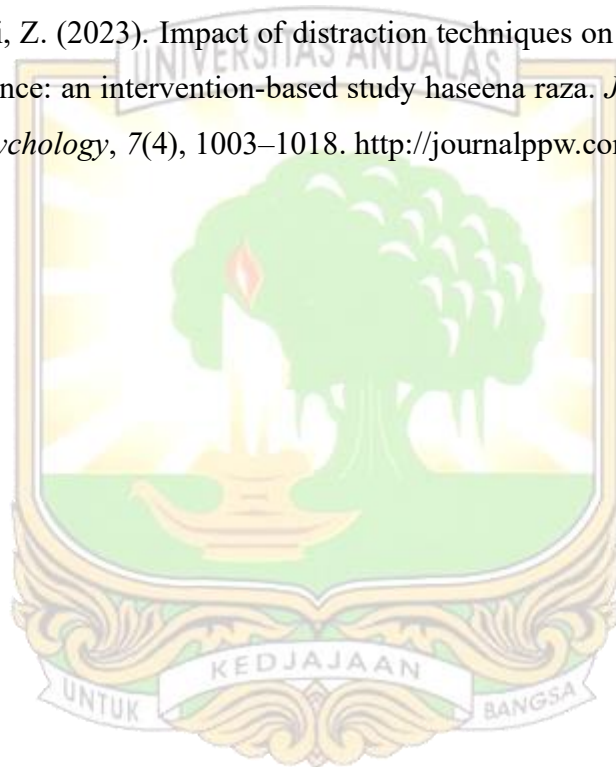 i, Z. (2023). Impact of distraction techniques on
nce: an intervention-based study haseena raza. J
ychology, 7(4), 1003–1018. http://journalppw.co
UNIVERSITAS ANDALAS
UNTUK KEDJAJAAN BANGSA